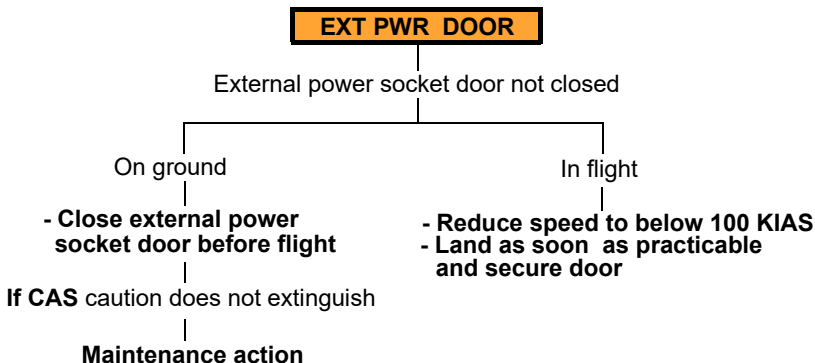 EXT PWR DOOR
External power socket door not closed
On ground
- Close external power
socket door before flight
If CAS caution does not extinguish
Maintenance action
In flight
- Reduce speed to below 100 KIAS
- Land as soon as practicable
and secure door